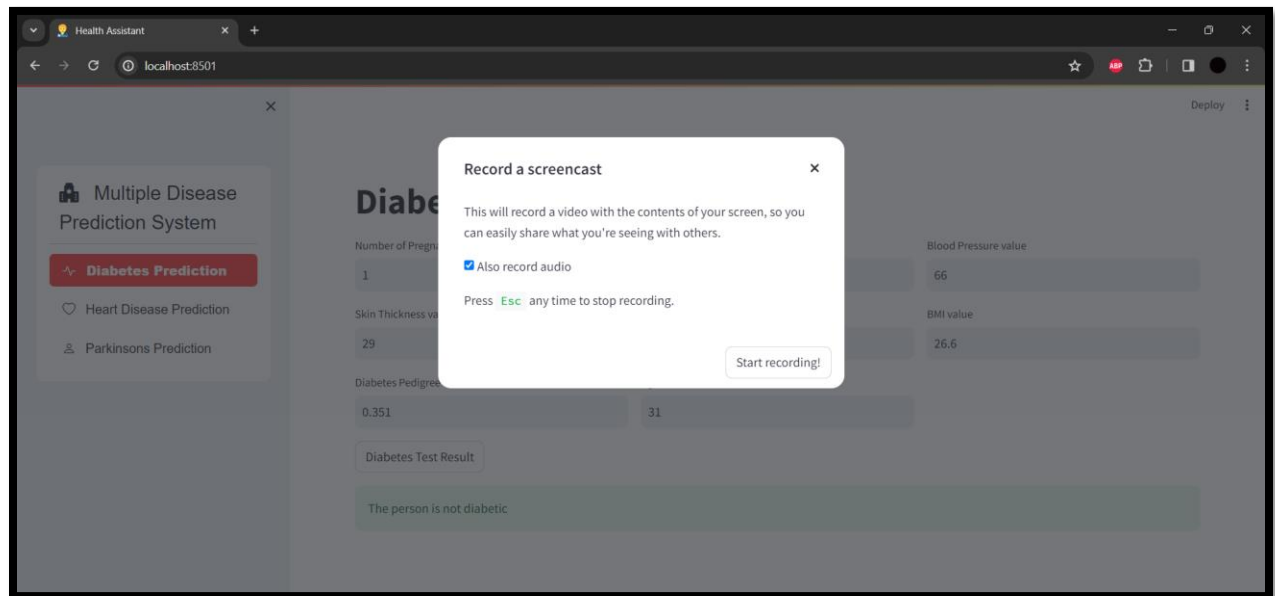 Health Assistant
localhost:8501
ABP
Deploy
Multiple Disease
Prediction System
Diabetes Prediction
Heart Disease Prediction
Parkinsons Prediction
Record a screencast
This will record a video with the contents of your screen, so you
can easily share what you're seeing with others.
Also record audio
Press Esc any time to stop recording.
Start recording!
Diabe
Number of Pregn
Blood Pressure value
1
66
Skin Thickness va
BMI value
29
26.6
Diabetes Pedigree
0.351
31
Diabetes Test Result
The person is not diabetic